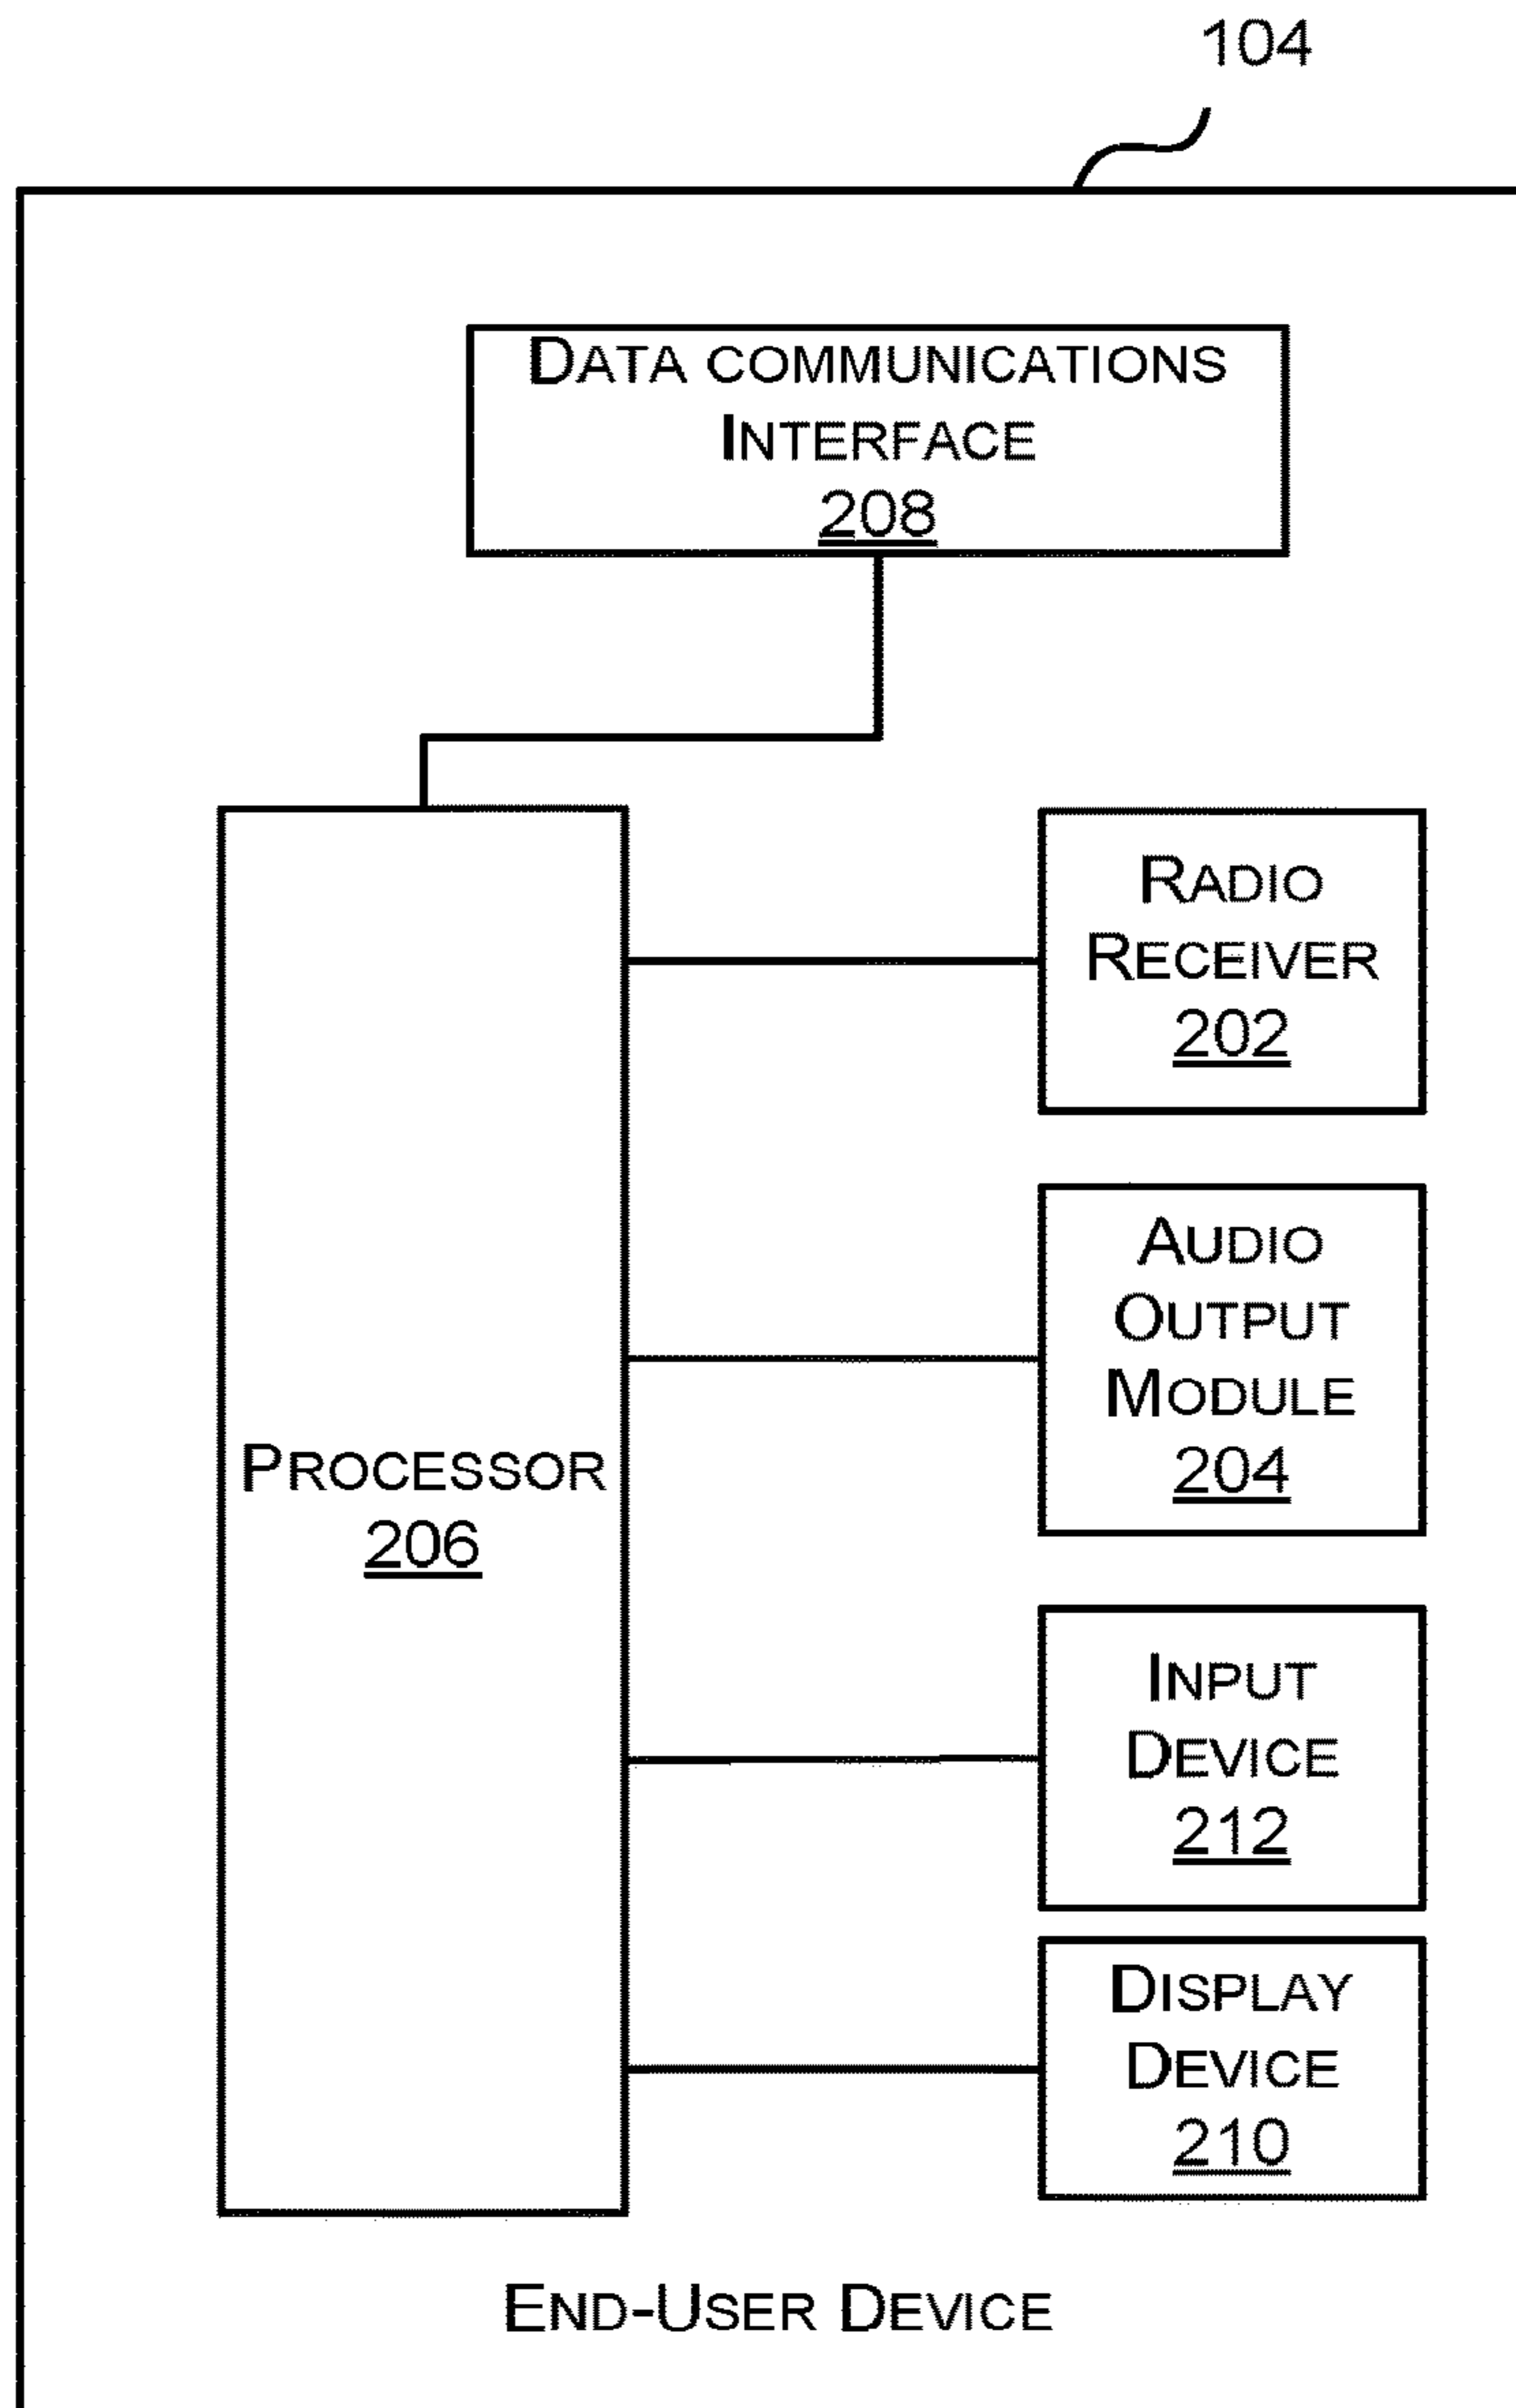 104
DATA COMMUNICATIONS
INTERFACE
208
RADIO
RECEIVER
202
AUDIO
OUTPUT
MODULE
204
PROCESSOR
206
INPUT
DEVICE
212
DISPLAY
DEVICE
210
END-USER DEVICE